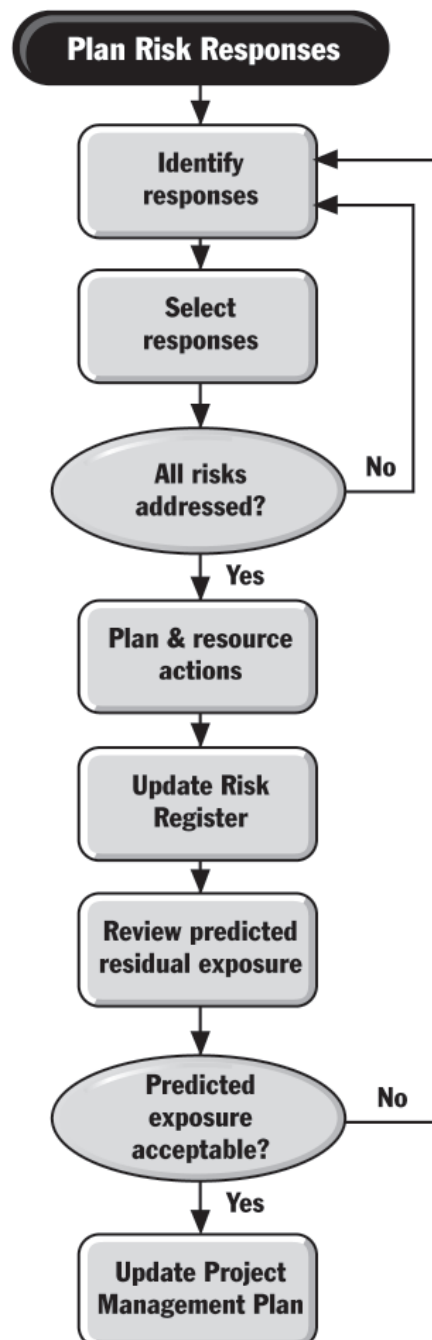 Plan Risk Responses
Identify
responses
Select
responses
All risks
addressed?
No
Yes
Plan & resource
actions
Update Risk
Register
Review predicted
residual exposure
Predicted
exposure
acceptable?
No
Yes
Update Project
Management Plan